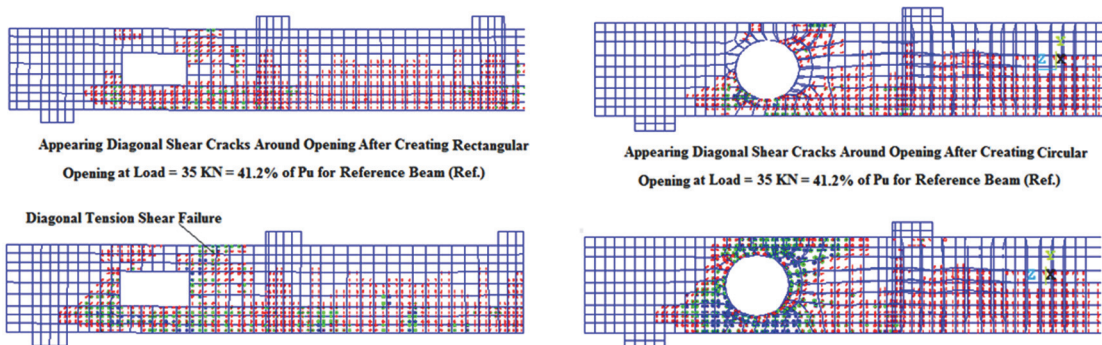 Appearing Diagonal Shear Cracks Around Opening After Creating Rectangular
Opening at Load = 35 KN = 41.2% of Pu for Reference Beam (Ref.)
Appearing Diagonal Shear Cracks Around Opening After Creating Circular
Opening at Load = 35 KN = 41.2% of Pu for Reference Beam (Ref.)
Diagonal Tension Shear Failure
Y
Z X
Y
Z X